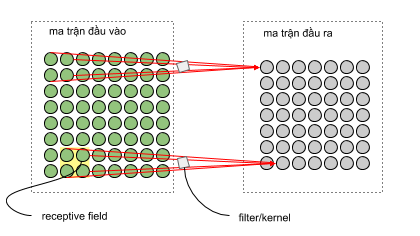 ma trận đầu vào
ma trận đầu ra
receptive field
filter/kernel